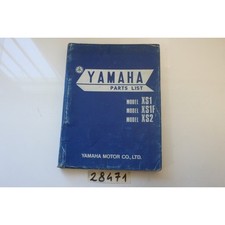 YAMAHA
PARTS LIST
MODEL XS1
MODEL XS1F
MODEL XS2
YAMAHA MOTOR CO., LTD.
28471